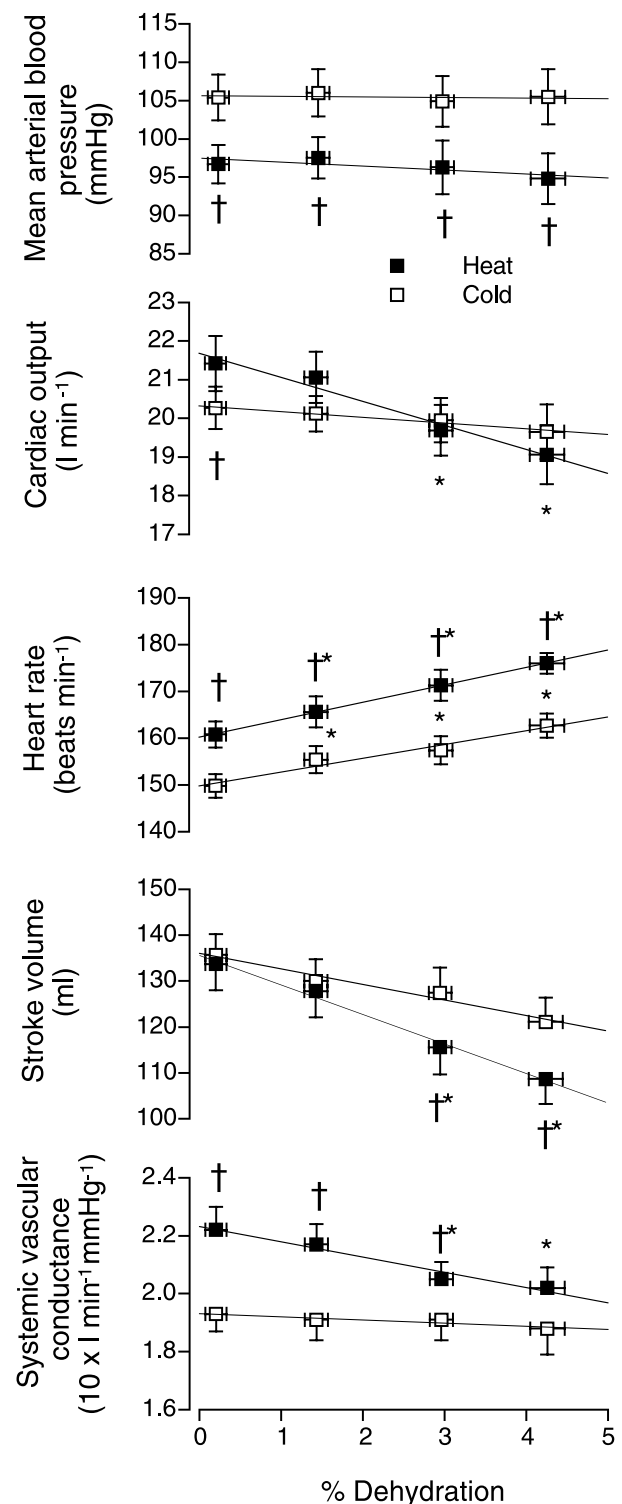 Mean arterial blood
pressure
(mmHg)
115
110
105
100
95
90
85
† † † †
Heat
Cold
Cardiac output
(l min -1)
23
22
21
20
19
18
17
†
*
*
Heart rate
(beats min-1)
190
180
170
160
150
140
†
†*
†*
†*
*
*
*
Stroke volume
(ml)
150
140
130
120
110
100
†*
†*
Systemic vascular
conductance
(10 x l min-1 mmHg-1)
2.4
2.2
2.0
1.8
1.6
†
†
†*
*
0 1 2 3 4 5
% Dehydration